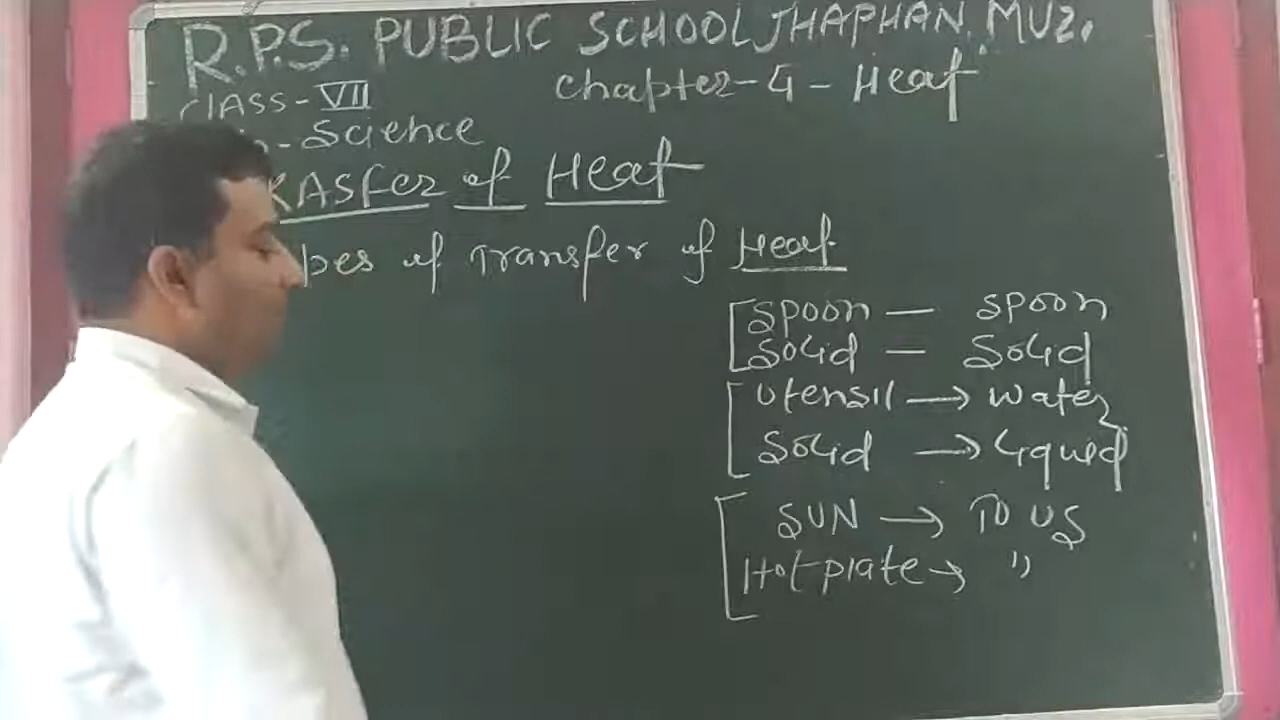 R.P.S. PUBLIC SCHOOL JHAPHAN. MUZ.
CLASS-VII
chapter-4-Heat
-Science
RASfer of Heat
pes of Transfer of Heat
Spoon — Spoon
Solid — Solid
Utensil → Water
Solid → Liquid
SUN → TO US
Hot plate → "